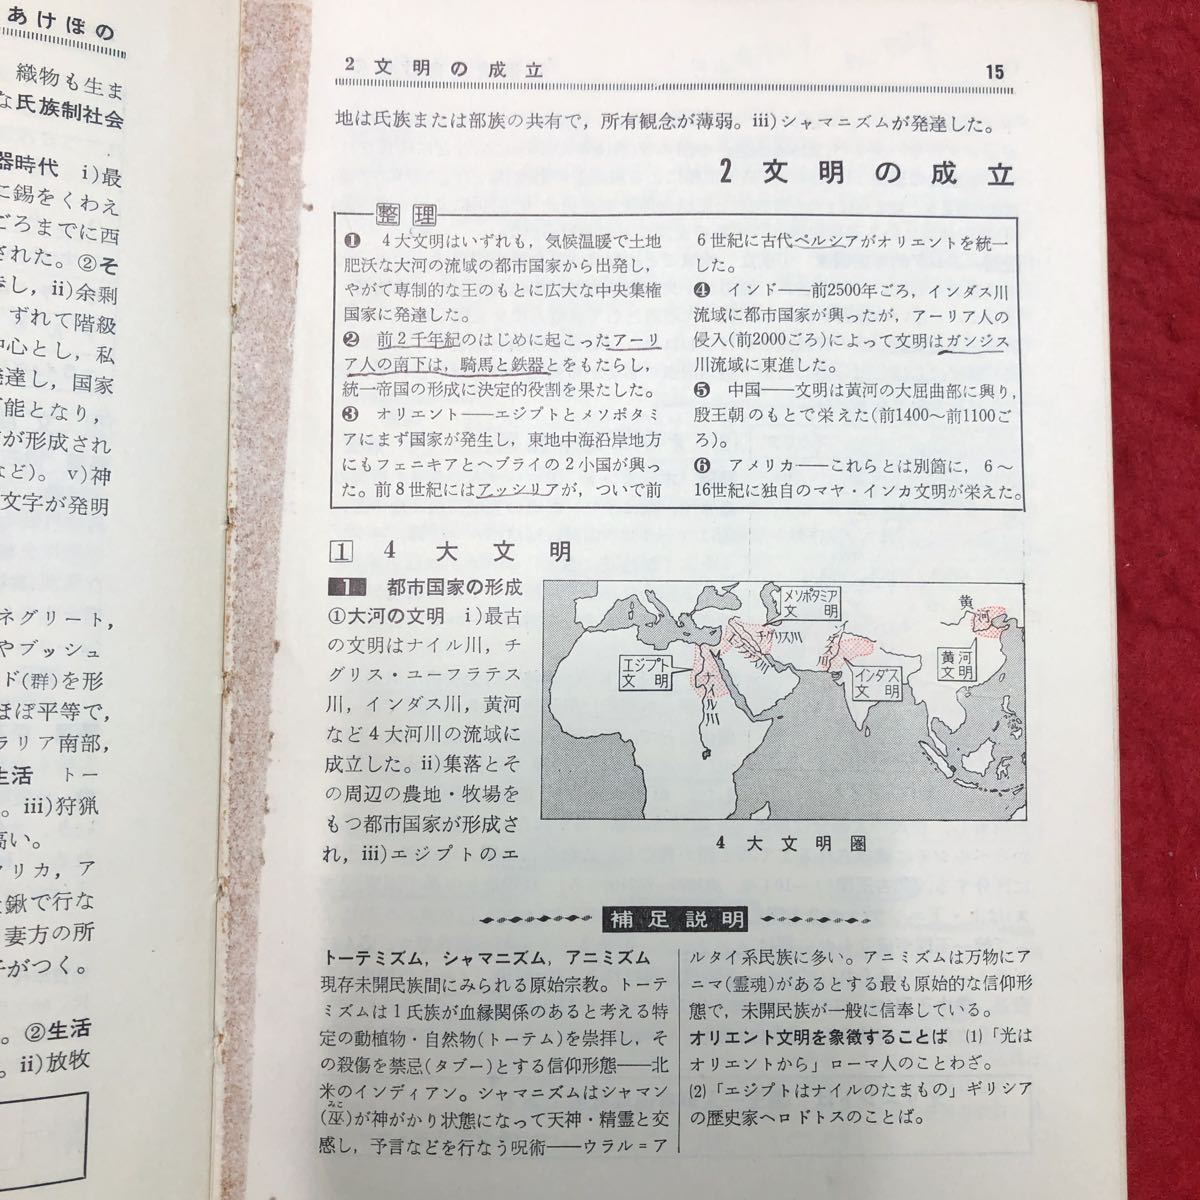 あけぼの
織物も生ま
な氏族制社会
器時代 i)最
に錫をくわえ
ごろまでに西
された。②そ
し，ii)余剰
ずれて階級
中心とし，私
達し，国家
可能となり，
が形成され
など)。v)神
文字が発明
ネグリート，
やブッシュ
ンド(群)を形
ほぼ平等で，
ラリア南部，
生活 トー
。iii)狩猟
高い。
フリカ，ア
鍬で行な
妻方の所
子がつく。
。②生活
。ii)放牧
2 文明の成立 15
地は氏族または部族の共有で，所有観念が薄弱。iii)シャマニズムが発達した。
2 文明の成立
整理
❶ 4大文明はいずれも，気候温暖で土地
肥沃な大河の流域の都市国家から出発し，
やがて専制的な王のもとに広大な中央集権
国家に発達した。
❷ 前2千年紀のはじめに起こったアーリ
ア人の南下は，騎馬と鉄器とをもたらし，
統一帝国の形成に決定的役割を果たした。
❸ オリエント——エジプトとメソポタミ
アにまず国家が発生し，東地中海沿岸地方
にもフェニキアとヘブライの2小国が興っ
た。前8世紀にはアッシリアが，ついで前
6世紀に古代ペルシアがオリエントを統一
した。
❹ インド——前2500年ごろ，インダス川
流域に都市国家が興ったが，アーリア人の
侵入(前2000ごろ)によって文明はガンジス
川流域に東進した。
❺ 中国——文明は黄河の大屈曲部に興り，
殷王朝のもとで栄えた(前1400〜前1100ご
ろ)。
❻ アメリカ——これらとは別箇に，6〜
16世紀に独自のマヤ・インカ文明が栄えた。
1 4大文明
1 都市国家の形成
①大河の文明 i)最古
の文明はナイル川，チ
グリス・ユーフラテス
川，インダス川，黄河
など4大河川の流域に
成立した。ii)集落とそ
の周辺の農地・牧場を
もつ都市国家が形成さ
れ，iii)エジプトのエ
メソポタミア
文明
チグリス川
ユーフラテス川
エジプト
文明
ナイル川
インダス川
インダス
文明
黄河
黄河
文明
4大文明圏
補足説明
トーテミズム，シャマニズム，アニミズム
現存未開民族間にみられる原始宗教。トーテ
ミズムは1氏族が血縁関係のあると考える特
定の動植物・自然物(トーテム)を崇拝し，そ
の殺傷を禁忌(タブー)とする信仰形態——北
米のインディアン。シャマニズムはシャマン
(巫みこ)が神がかり状態になって天神・精霊と交
感し，予言などを行なう呪術——ウラル＝ア
ルタイ系民族に多い。アニミズムは万物にア
ニマ(霊魂)があるとする最も原始的な信仰形
態で，未開民族が一般に信奉している。
オリエント文明を象徴することば (1)「光は
オリエントから」ローマ人のことわざ。
(2)「エジプトはナイルのたまもの」ギリシア
の歴史家ヘロドトスのことば。